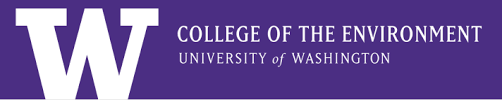 W
COLLEGE OF THE ENVIRONMENT
UNIVERSITY of WASHINGTON